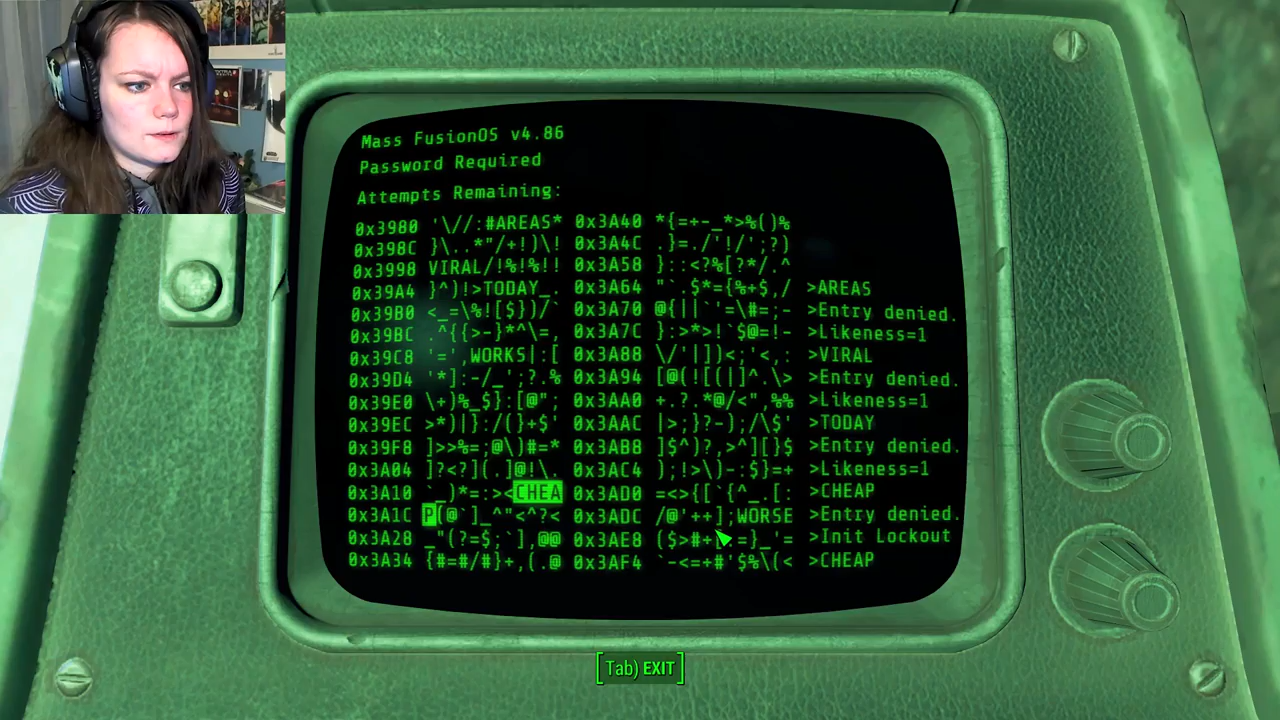 Mass FusionOS v4.86
Password Required
Attempts Remaining:
0x3980 '\//:#AREAS* 0x3A40 *{=+-_*>%()%
0x398C }\..*"/+!)\! 0x3A4C .}=./`!/';?)
0x3998 VIRAL/!%!%!! 0x3A58 }::<?%[?*/.^
0x39A4 }^)!>TODAY_. 0x3A64 "`.$*={%+$,/ >AREAS
0x39B0 <_=\%![$})/` 0x3A70 @{||`'=\#=;- >Entry denied.
0x39BC .^{{>-}*^\=, 0x3A7C }:>*>!`$@=!- >Likeness=1
0x39C8 '=',WORKS|:[ 0x3A88 \/'|])<;'<,: >VIRAL
0x39D4 '*]:-/_';?.% 0x3A94 [@(![(|]^.\> >Entry denied.
0x39E0 \+)%_$}:[@"; 0x3AA0 +.?.*@/<",%% >Likeness=1
0x39EC >*)|}:/(}+$' 0x3AAC |>;}?-);/\$' >TODAY
0x39F8 ]>>%=;@\)#=* 0x3AB8 ]$^)?,>^][}$ >Entry denied.
0x3A04 ]?<?](.]@!\. 0x3AC4 );!>\)-:$}=+ >Likeness=1
0x3A10 `_)*=:><CHEA 0x3AD0 =<>{[`{^_.[: >CHEAP
0x3A1C P(@`]_^"<^?< 0x3ADC /@'++];WORSE >Entry denied.
0x3A28 _"(?=$;`],@@ 0x3AE8 ($>#+[ =}_'= >Init Lockout
0x3A34 {#=#/#}+,(.@ 0x3AF4 `-<=+#'$%\(< >CHEAP
[Tab) EXIT]